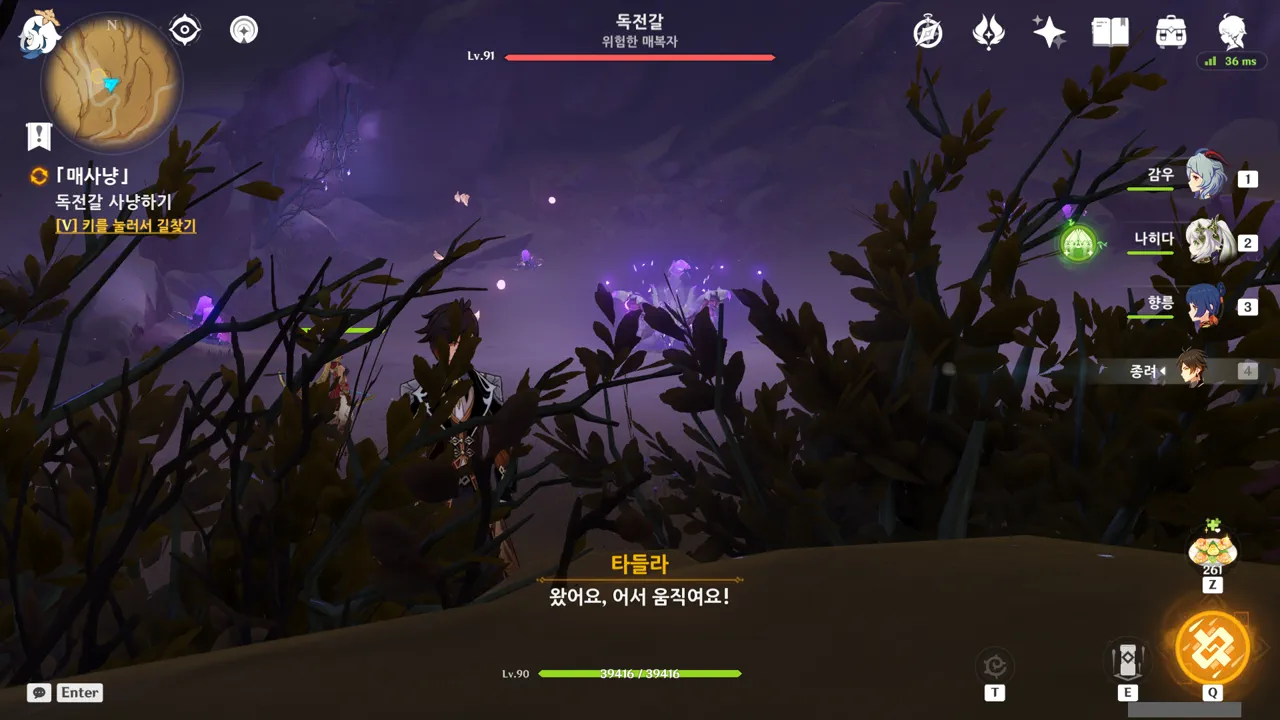 독전갈
위험한 매복자
Lv.91
N
36 ms
「매사냥」
독전갈 사냥하기
[V] 키를 눌러서 길찾기
감우
1
나히다
2
향릉
3
종려
4
타들라
왔어요, 어서 움직여요!
261
Z
Lv.90
39416 / 39416
T
E
Q
Enter